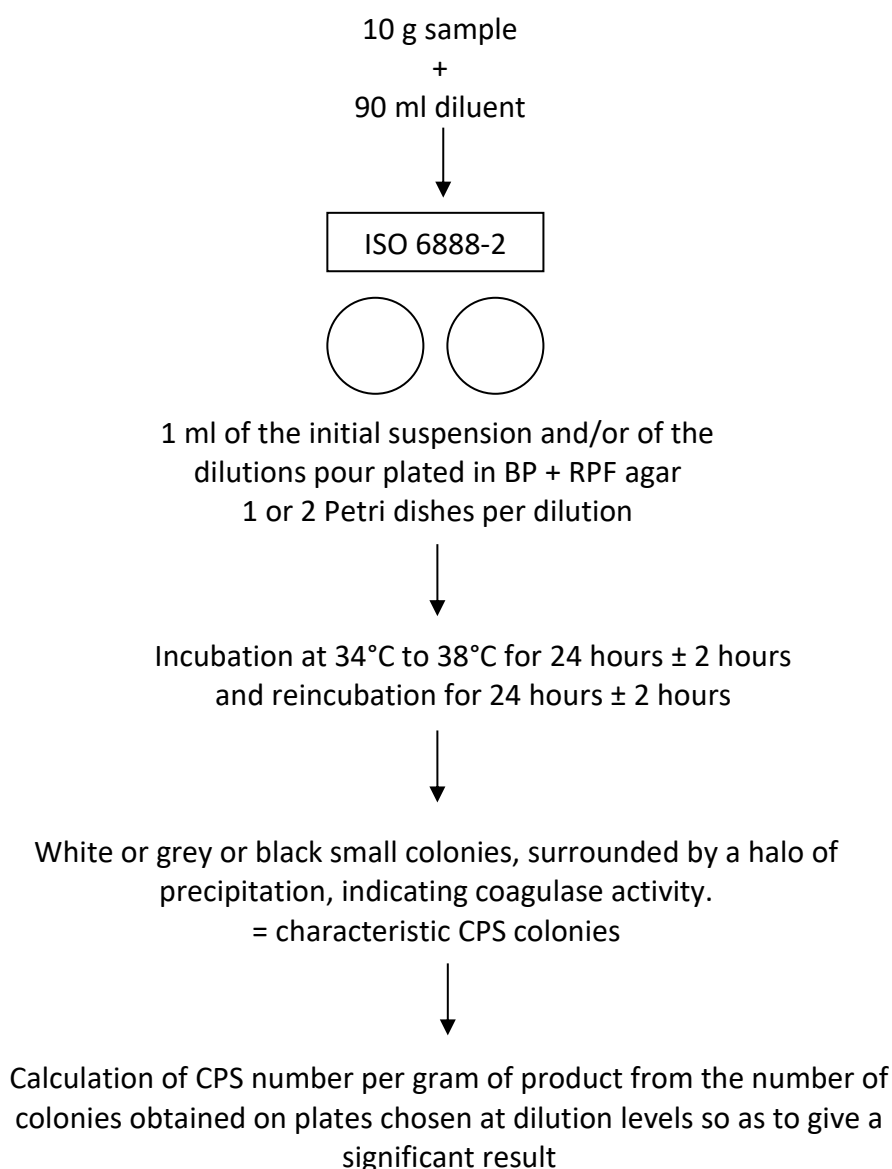 10 g sample
+
90 ml diluent
ISO 6888-2
1 ml of the initial suspension and/or of the
dilutions pour plated in BP + RPF agar
1 or 2 Petri dishes per dilution
Incubation at 34°C to 38°C for 24 hours ± 2 hours
and reincubation for 24 hours ± 2 hours
White or grey or black small colonies, surrounded by a halo of
precipitation, indicating coagulase activity.
= characteristic CPS colonies
Calculation of CPS number per gram of product from the number of
colonies obtained on plates chosen at dilution levels so as to give a
significant result